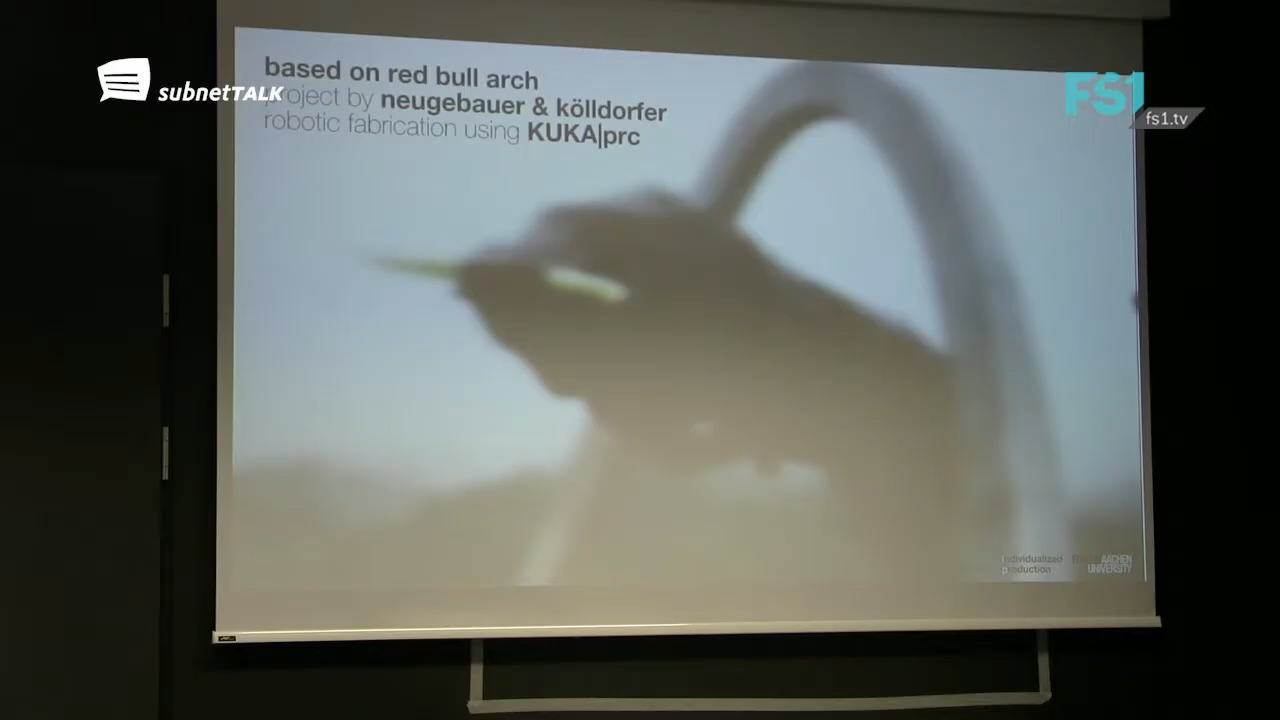 subnetTALK
FS1
fs1.tv
based on red bull arch
project by neugebauer & kölldorfer
robotic fabrication using KUKA|prc
individualized
production
AACHEN
UNIVERSITY